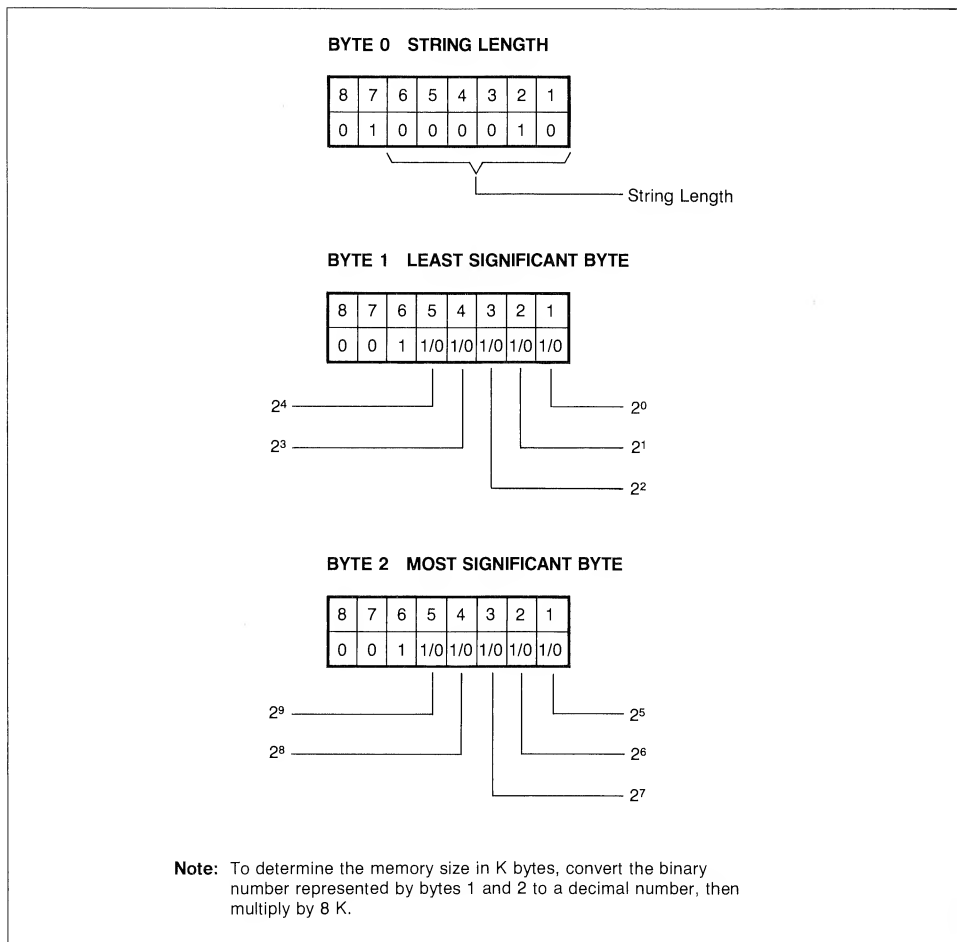 BYTE 0 STRING LENGTH
8 7 6 5 4 3 2 1
0 1 0 0 0 0 1 0
String Length
BYTE 1 LEAST SIGNIFICANT BYTE
8 7 6 5 4 3 2 1
0 0 1 1/0 1/0 1/0 1/0 1/0
2⁴ 2⁰
2³ 2¹
2²
BYTE 2 MOST SIGNIFICANT BYTE
8 7 6 5 4 3 2 1
0 0 1 1/0 1/0 1/0 1/0 1/0
2⁹ 2⁵
2⁸ 2⁶
2⁷
Note: To determine the memory size in K bytes, convert the binary
number represented by bytes 1 and 2 to a decimal number, then
multiply by 8 K.